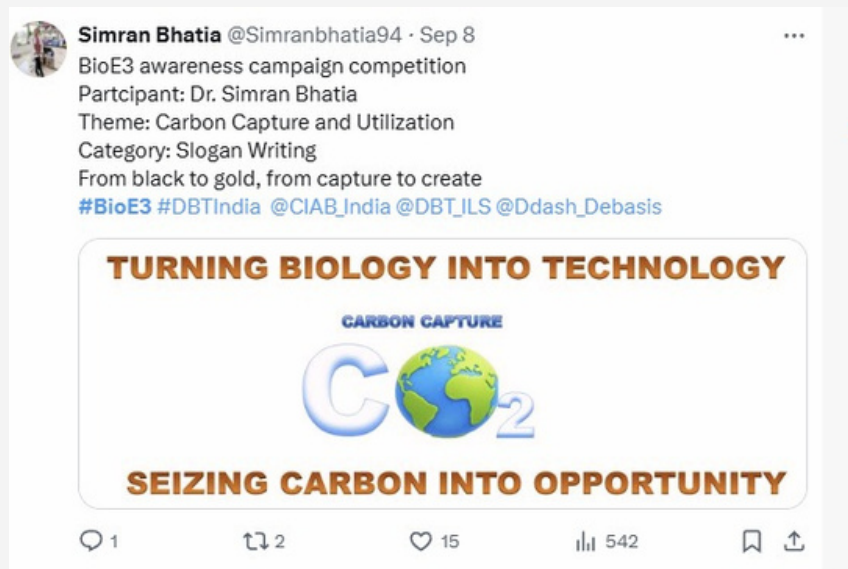 Simran Bhatia @Simranbhatia94 · Sep 8
BioE3 awareness campaign competition
Partcipant: Dr. Simran Bhatia
Theme: Carbon Capture and Utilization
Category: Slogan Writing
From black to gold, from capture to create
#BioE3 #DBTIndia @CIAB_India @DBT_ILS @Ddash_Debasis
TURNING BIOLOGY INTO TECHNOLOGY
CARBON CAPTURE
CO2
SEIZING CARBON INTO OPPORTUNITY
1 2 15 542